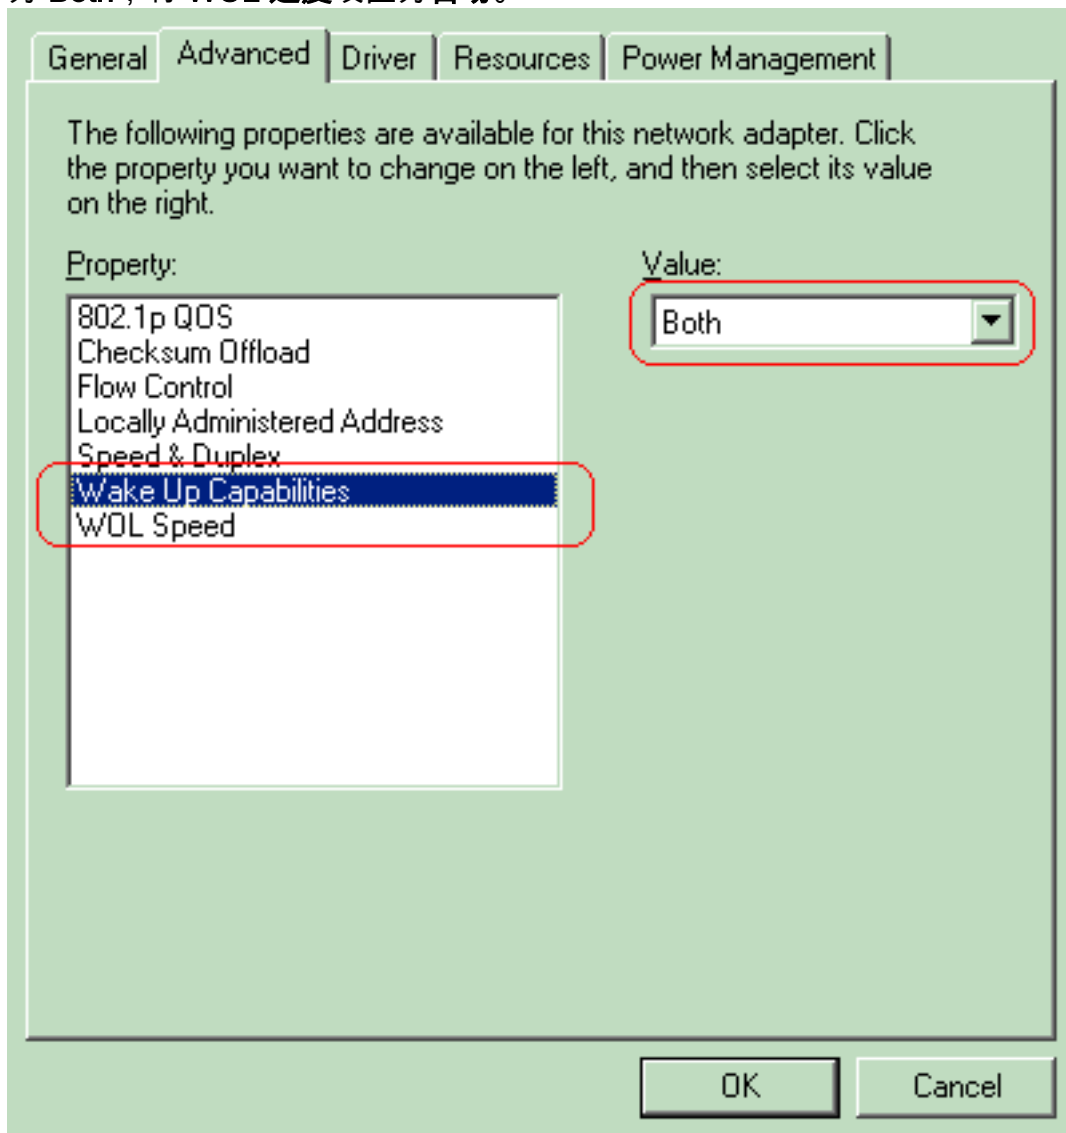 General
Advanced
Driver
Resources
Power Management
The following properties are available for this network adapter. Click
the property you want to change on the left, and then select its value
on the right.
Property:
Value:
802.1p QOS
Checksum Offload
Flow Control
Locally Administered Address
Speed & Duplex
Wake Up Capabilities
WOL Speed
Both
OK
Cancel